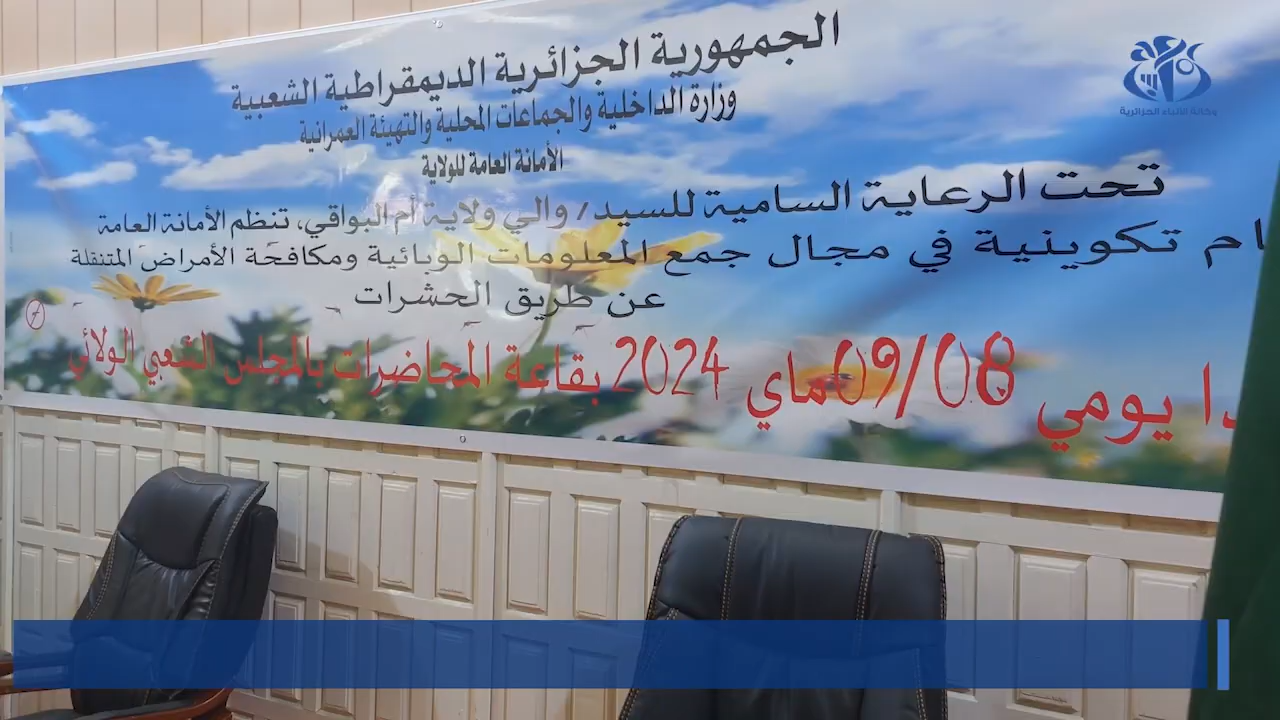 الجمهورية الجزائرية الديمقراطية الشعبية
وزارة الداخلية والجماعات المحلية والتهيئة العمرانية
الأمانة العامة للولاية
تحت الرعاية السامية للسيد/ والي ولاية أم البواقي، تنظم الأمانة العامة
ام تكوينية في مجال جمع المعلومات الوبائية ومكافحة الأمراض المتنقلة
عن طريق الحشرات
يومي 09/08 ماي 2024 بقاعة المحاضرات بالمجلس الشعبي الولائي
وكالة الأنباء الجزائرية